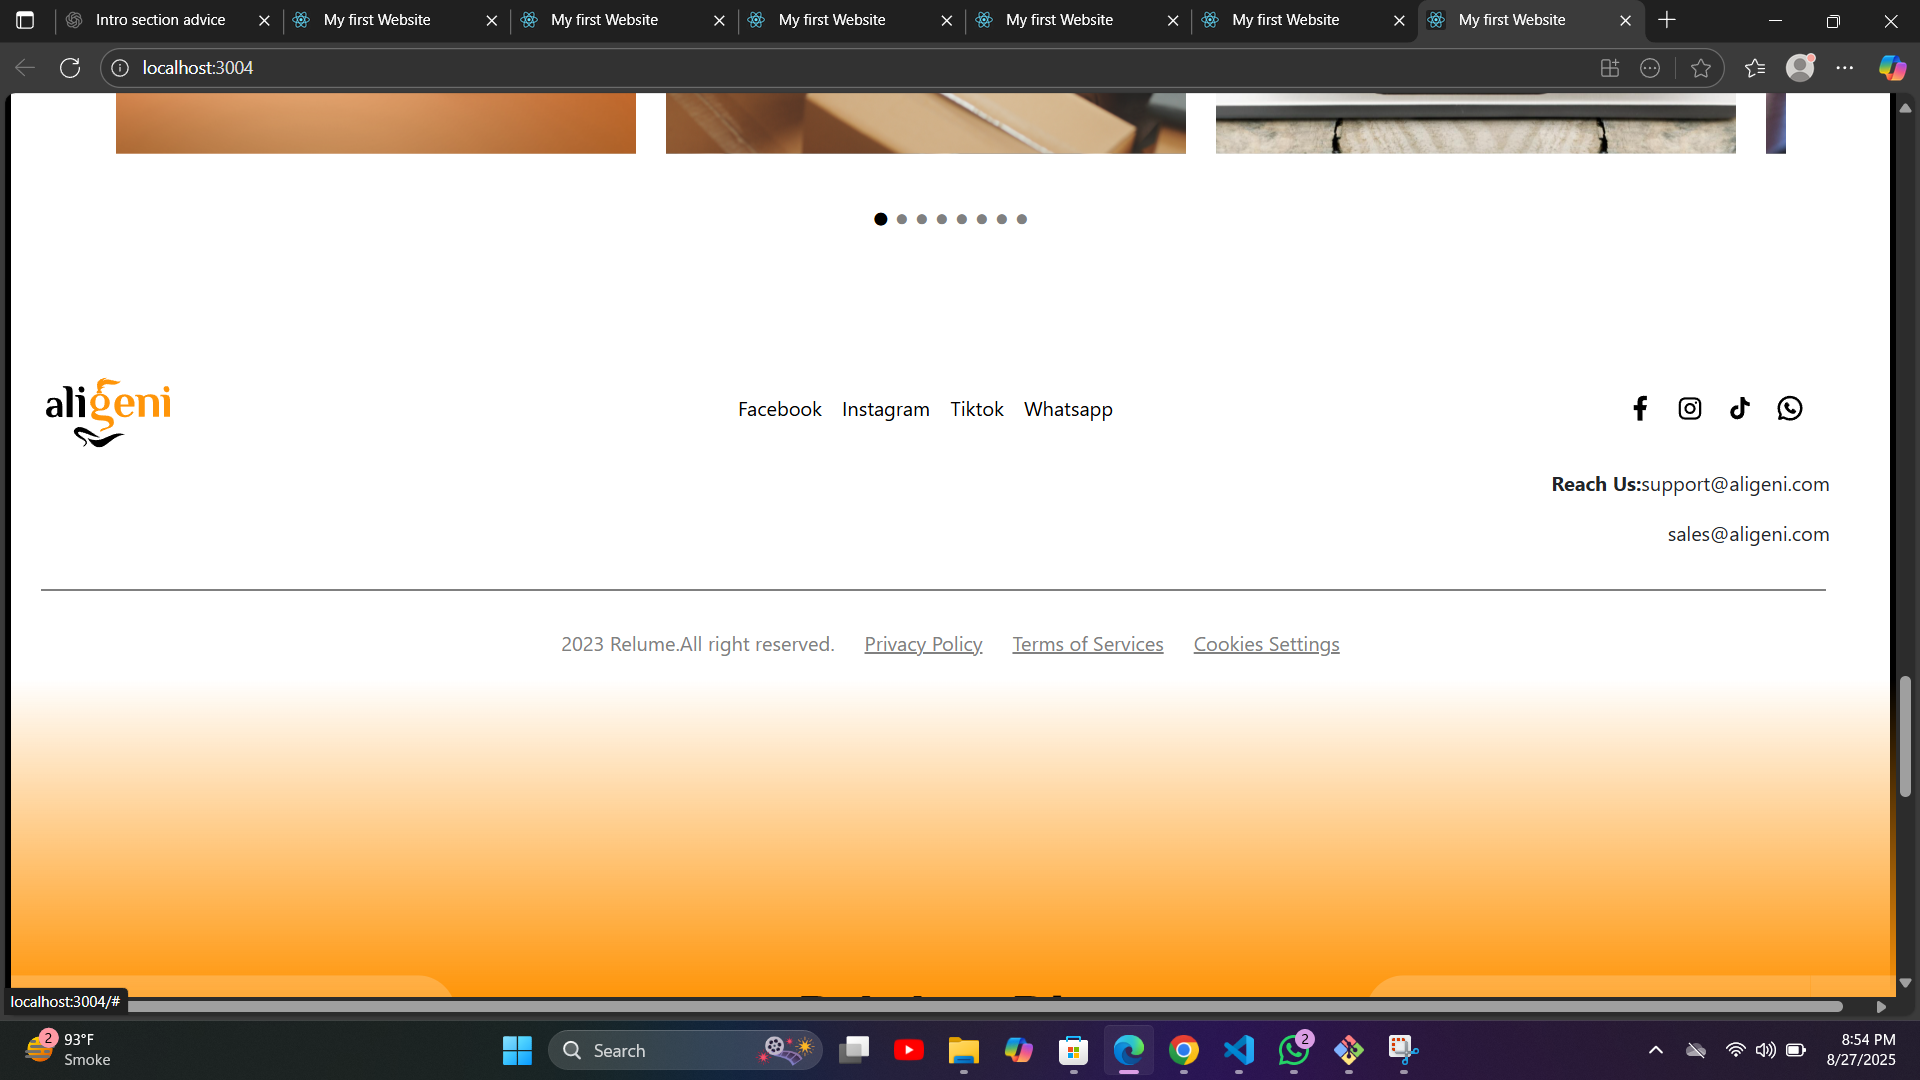 Intro section advice
My first Website
My first Website
My first Website
My first Website
My first Website
My first Website
localhost:3004
aligeni
Facebook Instagram Tiktok Whatsapp
Reach Us:support@aligeni.com
sales@aligeni.com
2023 Relume.All right reserved. Privacy Policy Terms of Services Cookies Settings
localhost:3004/#
2
93°F
Smoke
Search
2
8:54 PM
8/27/2025